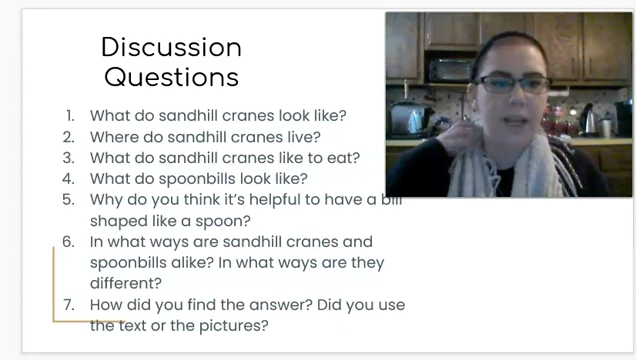 Discussion
Questions
1. What do sandhill cranes look like?
2. Where do sandhill cranes live?
3. What do sandhill cranes like to eat?
4. What do spoonbills look like?
5. Why do you think it's helpful to have a bill
shaped like a spoon?
6. In what ways are sandhill cranes and
spoonbills alike? In what ways are they
different?
7. How did you find the answer? Did you use
the text or the pictures?